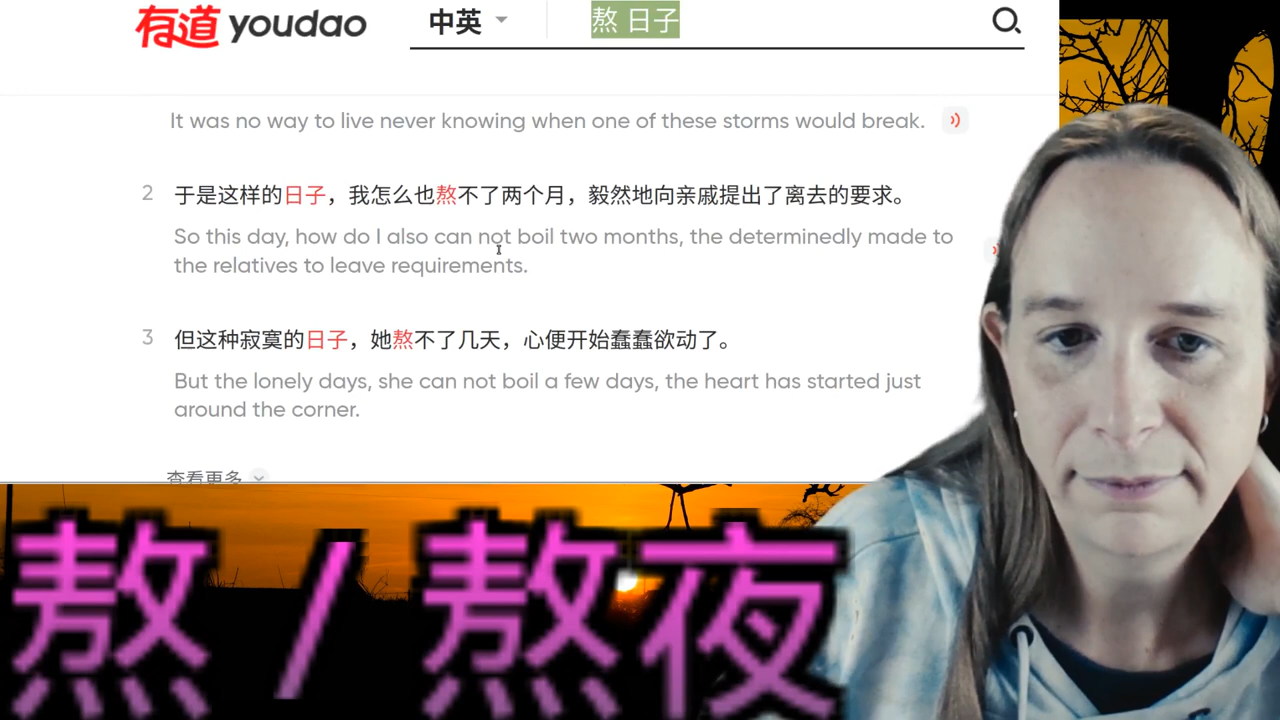 有道 youdao 中英 熬 日子
It was no way to live never knowing when one of these storms would break.
2 于是这样的日子，我怎么也熬不了两个月，毅然地向亲戚提出了离去的要求。
So this day, how do I also can not boil two months, the determinedly made to
the relatives to leave requirements.
3 但这种寂寞的日子，她熬不了几天，心便开始蠢蠢欲动了。
But the lonely days, she can not boil a few days, the heart has started just
around the corner.
查看更多
熬 / 熬夜